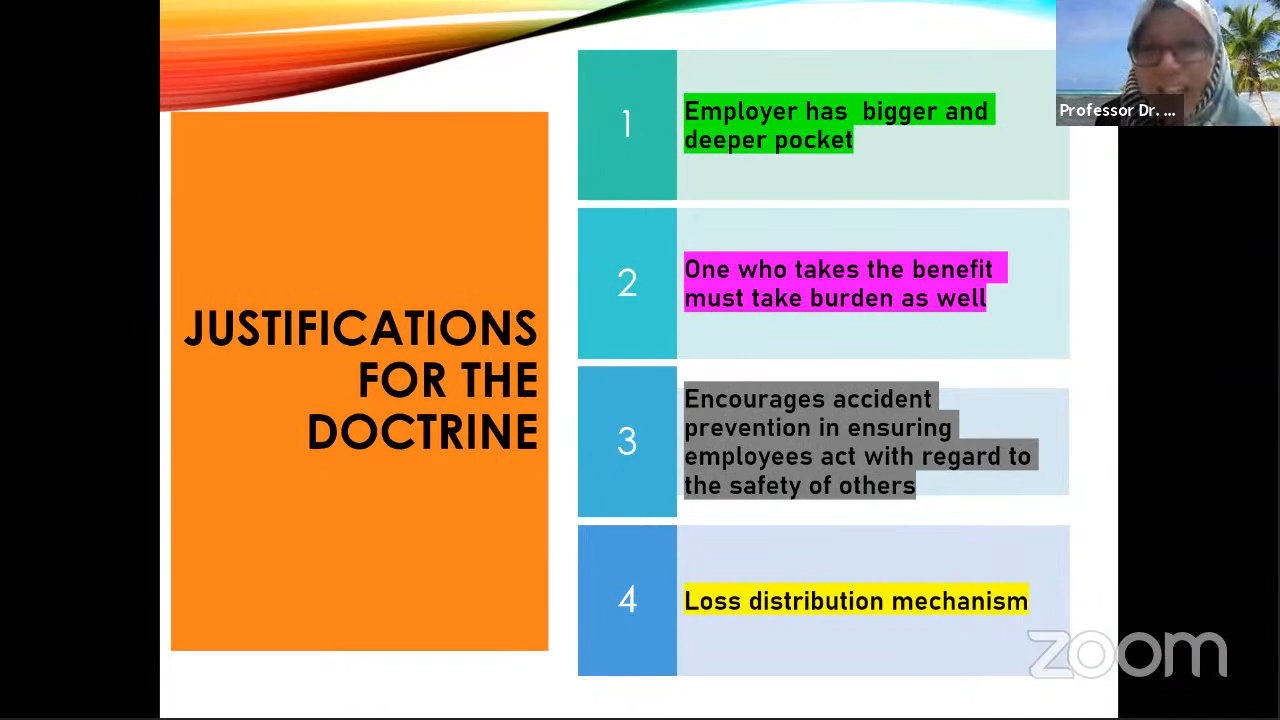 JUSTIFICATIONS
FOR THE
DOCTRINE
1
Employer has bigger and
deeper pocket
2
One who takes the benefit
must take burden as well
3
Encourages accident
prevention in ensuring
employees act with regard to
the safety of others
4
Loss distribution mechanism
Professor Dr. ...
zoom